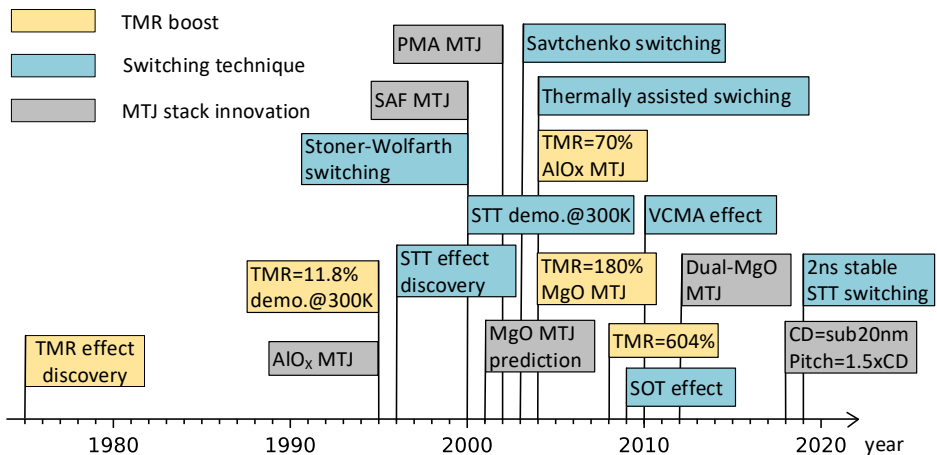 TMR boost
Switching technique
MTJ stack innovation
PMA MTJ
Savtchenko switching
SAF MTJ
Thermally assisted swiching
Stoner-Wolfarth
switching
TMR=70%
AlOx MTJ
STT demo.@300K
VCMA effect
TMR=11.8%
demo.@300K
STT effect
discovery
TMR=180%
MgO MTJ
Dual-MgO
MTJ
2ns stable
STT switching
TMR effect
discovery
AlOₓ MTJ
MgO MTJ
prediction
TMR=604%
CD=sub20nm
Pitch=1.5xCD
SOT effect
1980
1990
2000
2010
2020
year